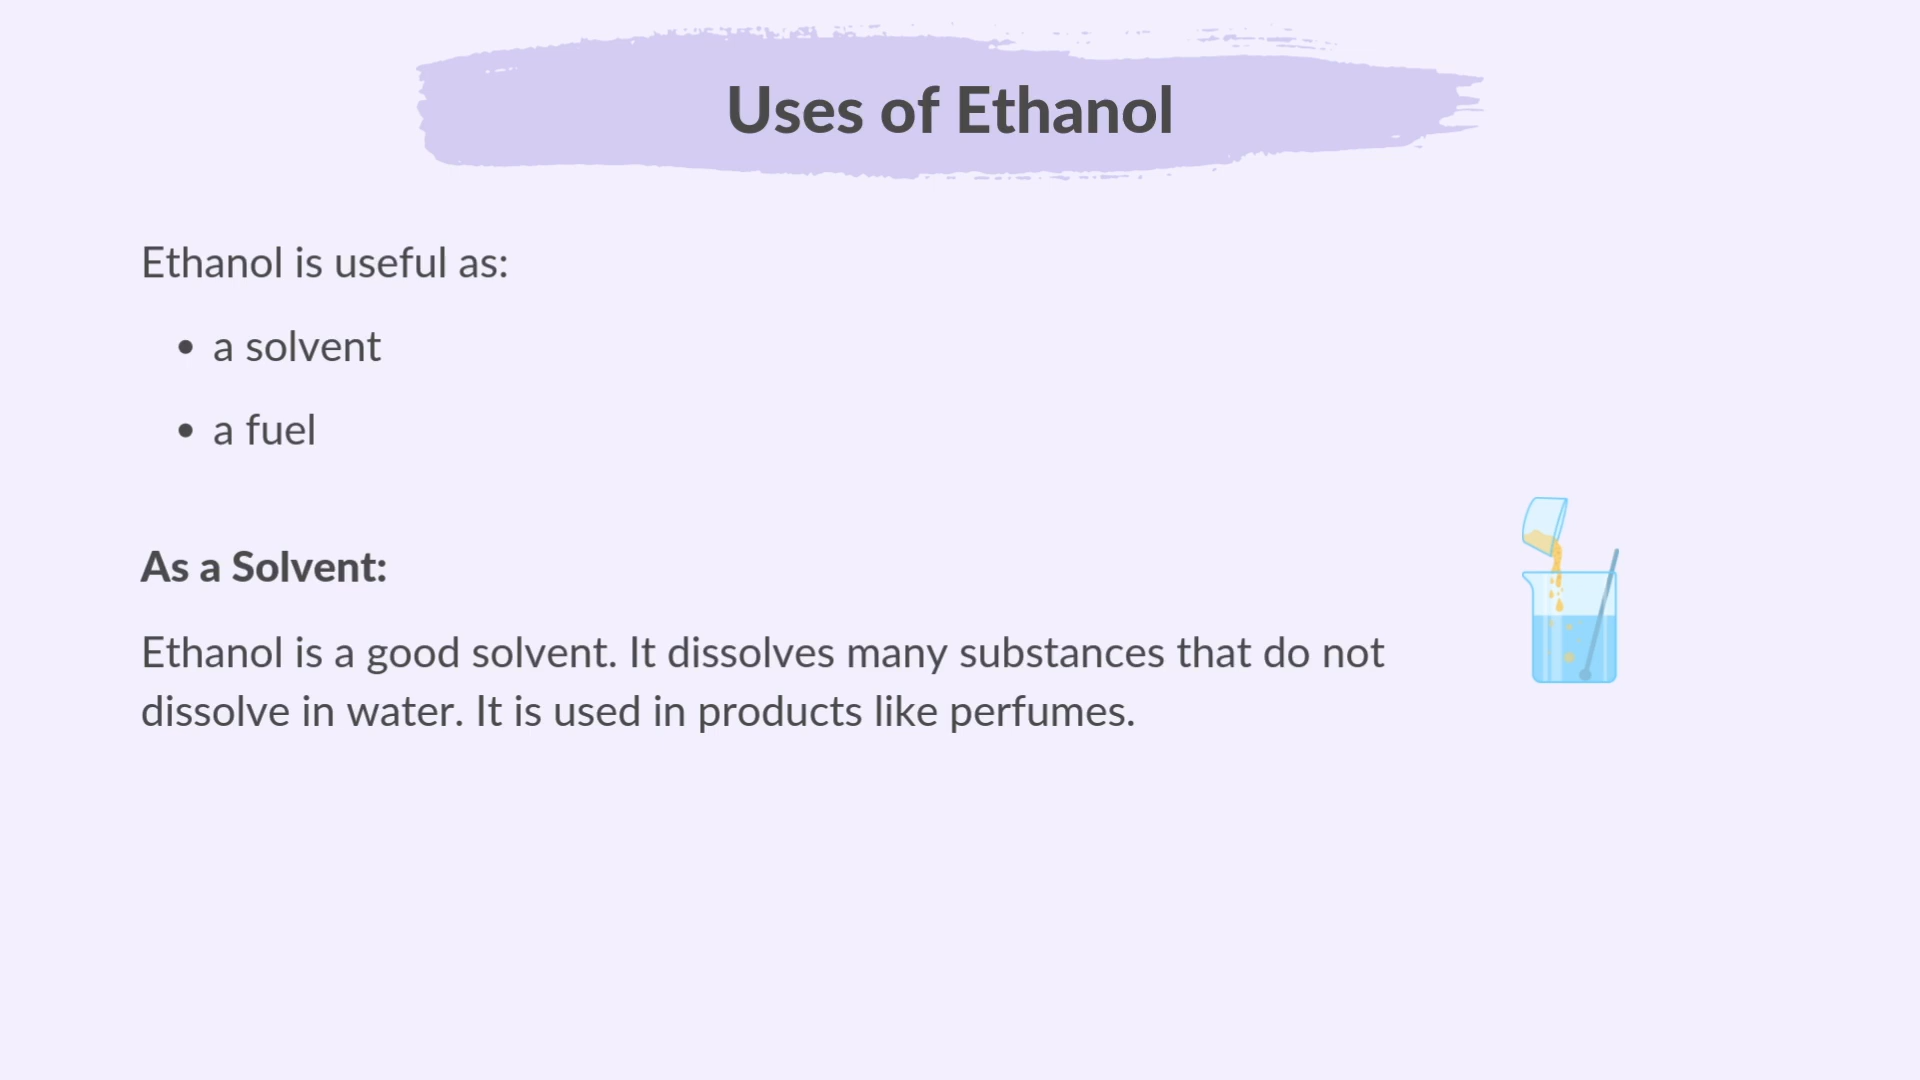 Uses of Ethanol
Ethanol is useful as:
• a solvent
• a fuel
As a Solvent:
Ethanol is a good solvent. It dissolves many substances that do not
dissolve in water. It is used in products like perfumes.